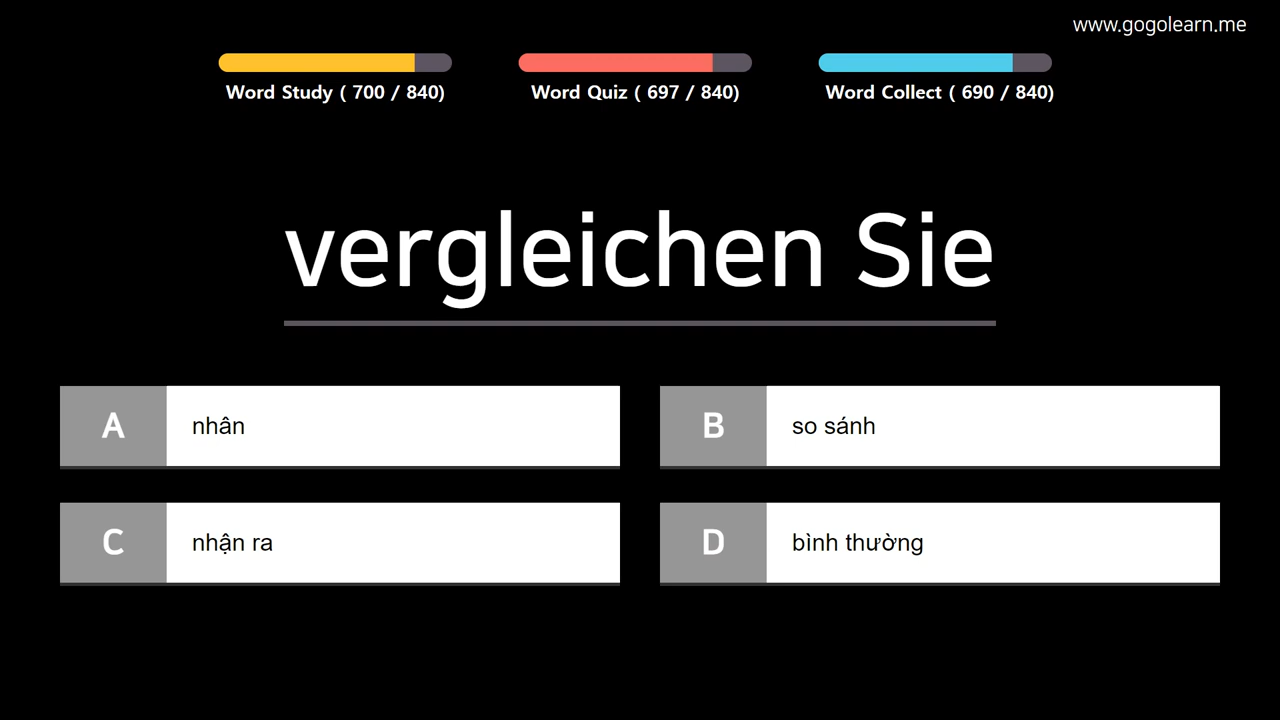 www.gogolearn.me
Word Study ( 700 / 840)
Word Quiz ( 697 / 840)
Word Collect ( 690 / 840)
vergleichen Sie
A nhân
B so sánh
C nhận ra
D bình thường